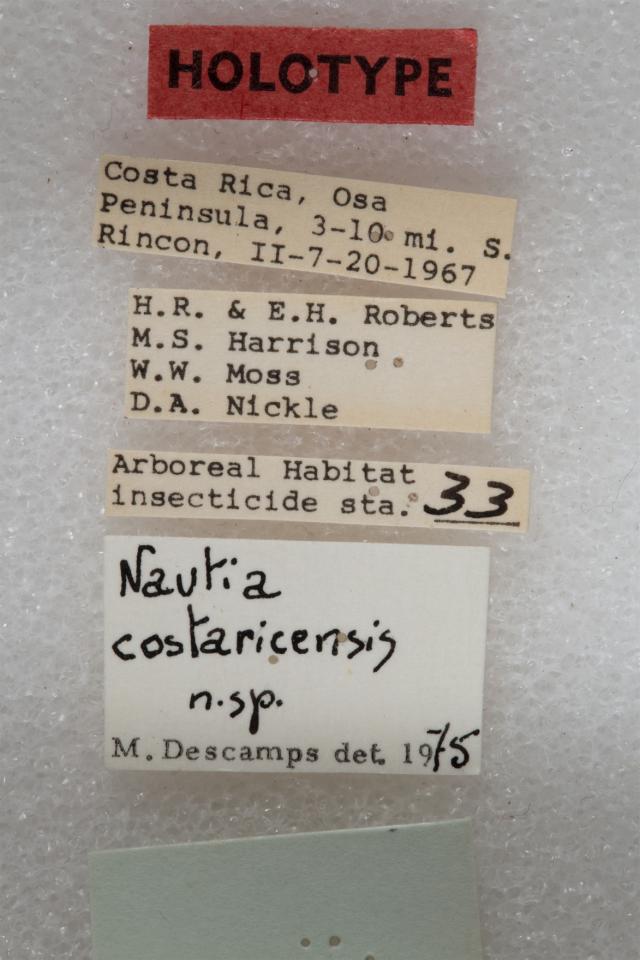 HOLOTYPE
Costa Rica, Osa
Peninsula, 3-10 mi. S.
Rincon, II-7-20-1967
H.R. & E.H. Roberts
M.S. Harrison
W.W. Moss
D.A. Nickle
Arboreal Habitat
insecticide sta. 33
Nautia
costaricensis
n.sp.
M. Descamps det. 1975